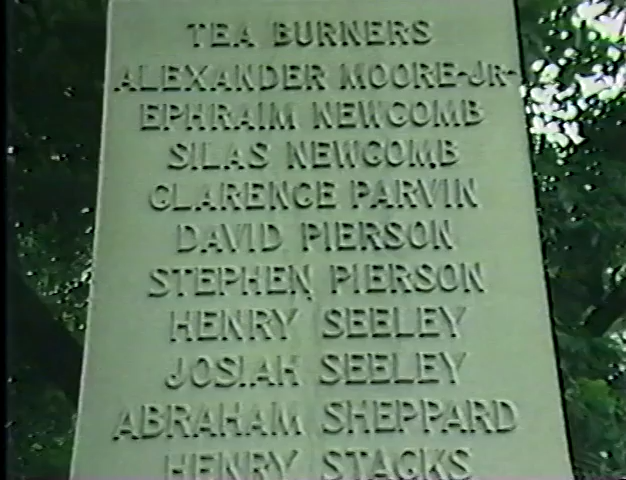 TEA BURNERS
ALEXANDER MOORE-JR-
EPHRAIM NEWCOMB
SILAS NEWCOMB
CLARENCE PARVIN
DAVID PIERSON
STEPHEN PIERSON
HENRY SEELEY
JOSIAH SEELEY
ABRAHAM SHEPPARD
HENRY STACKS